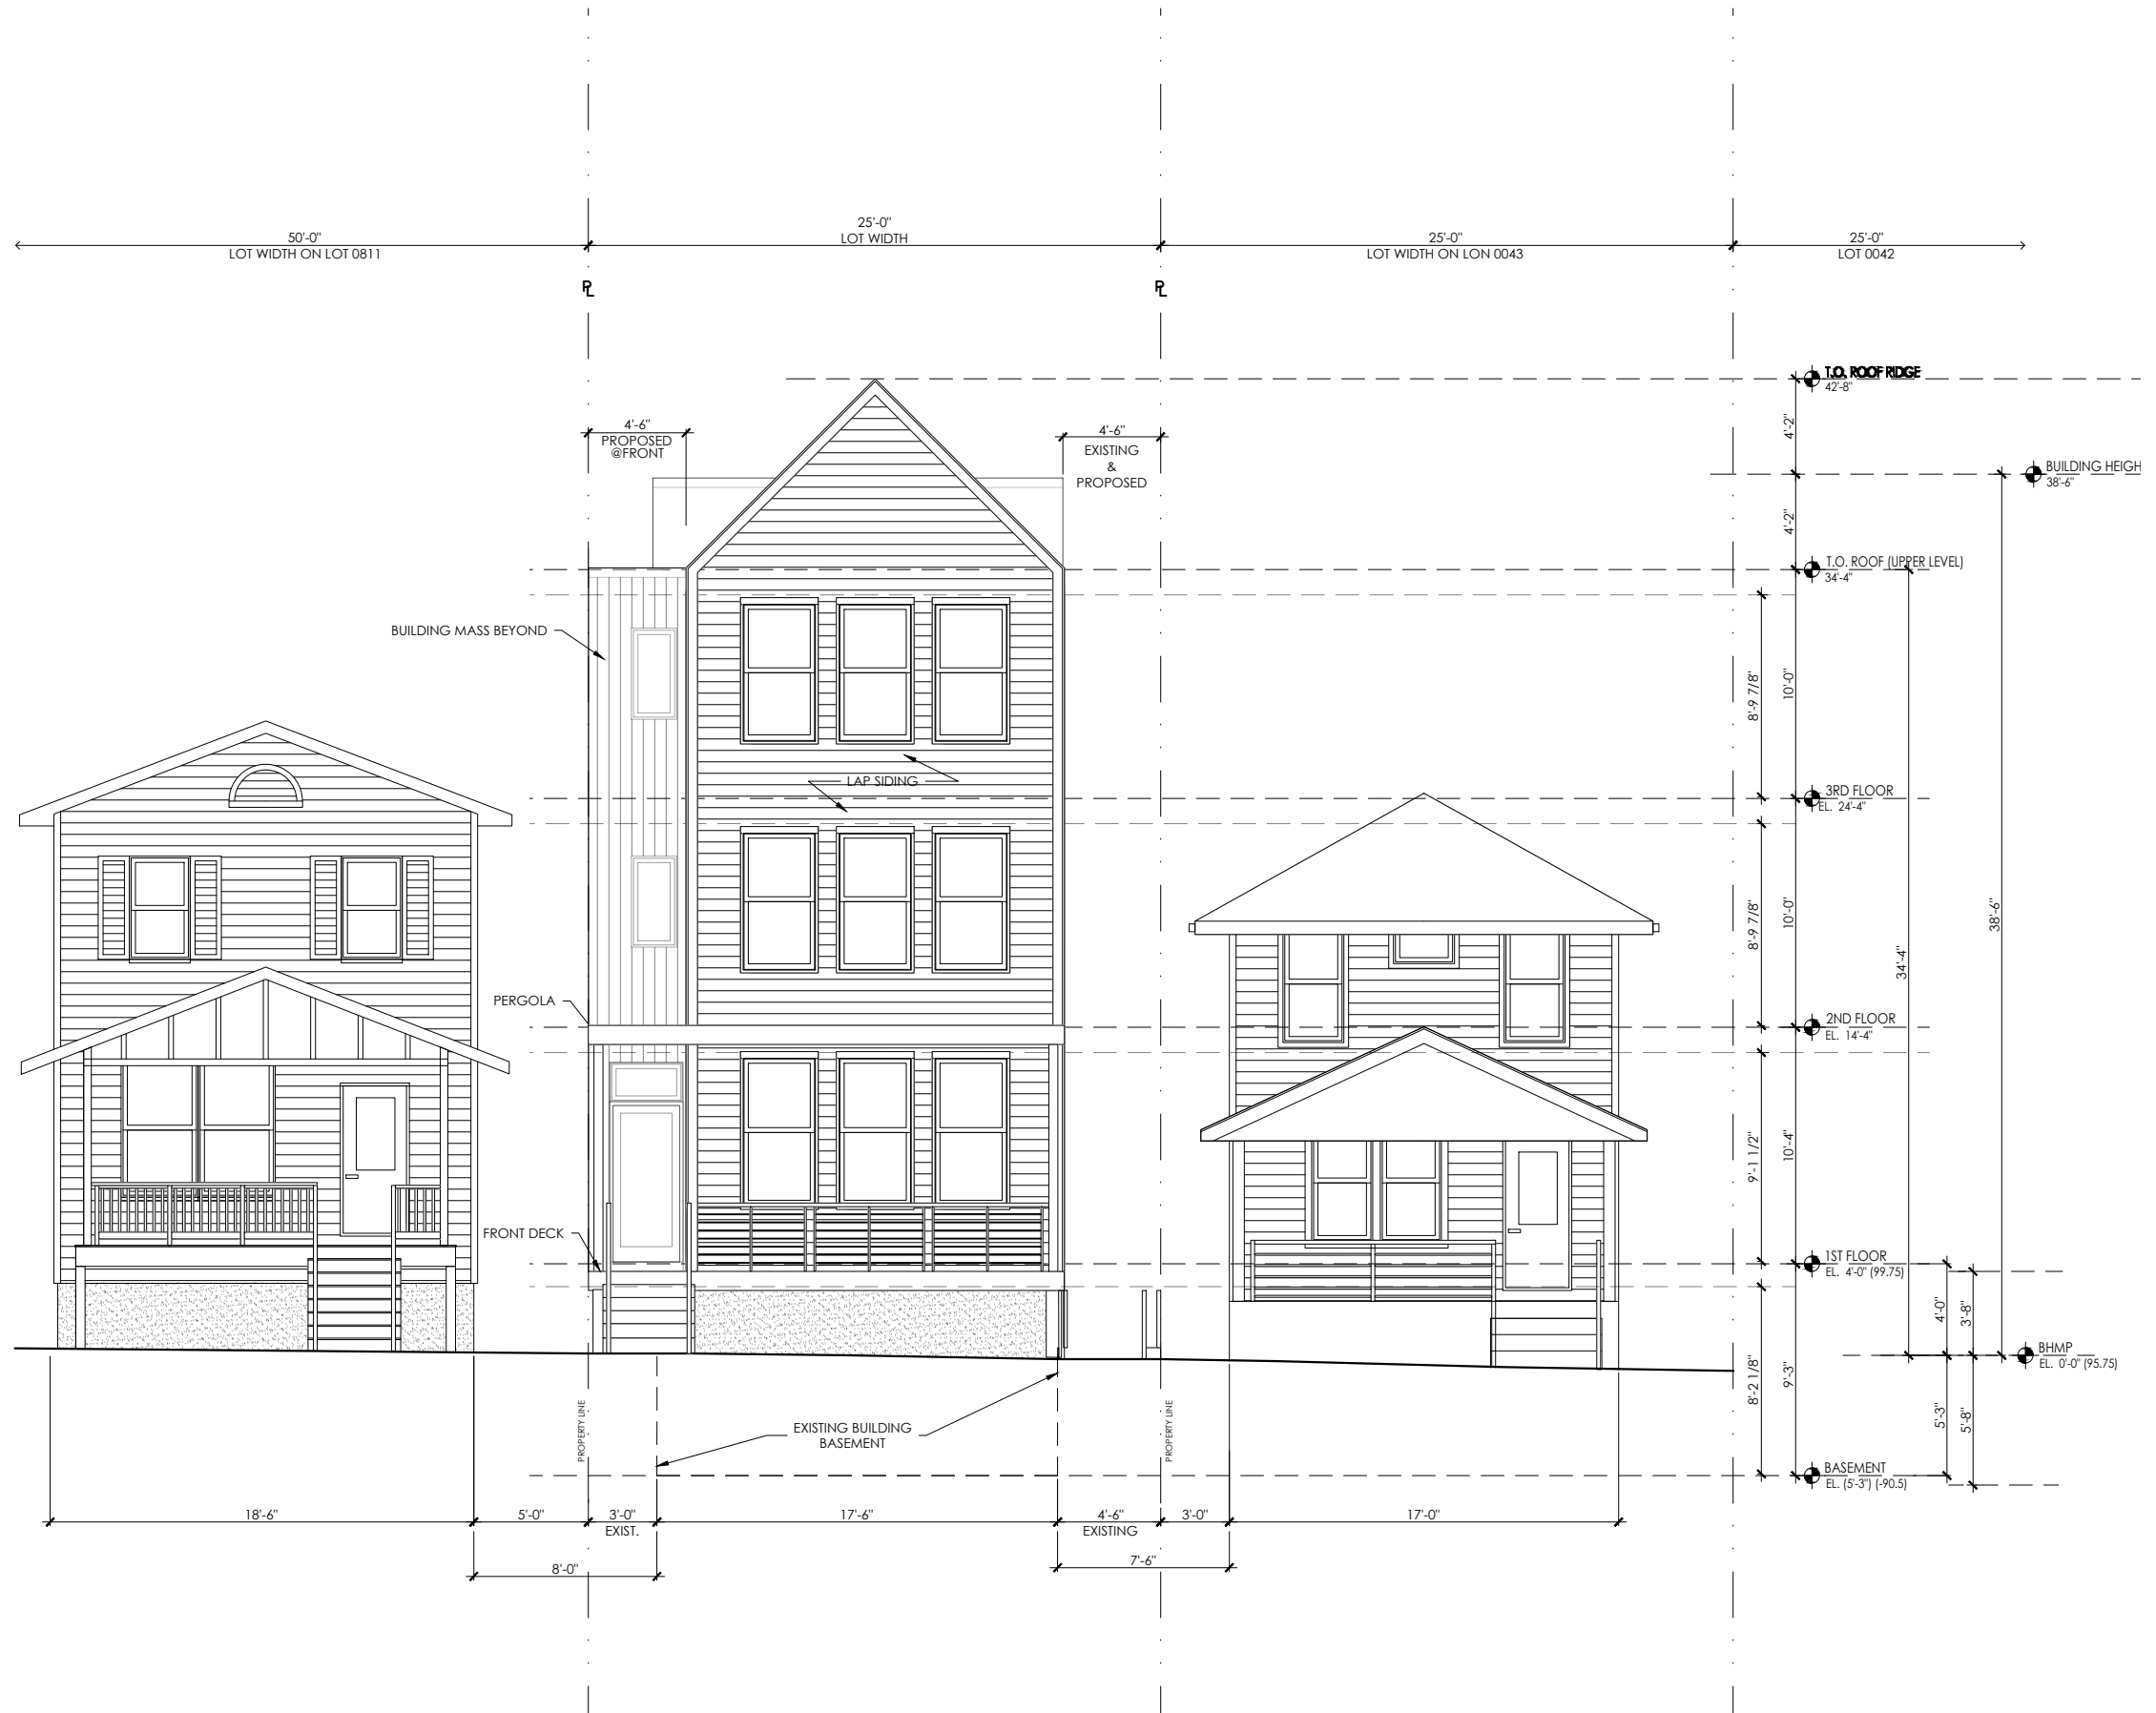 50'-0"
LOT WIDTH ON LOT 0811
25'-0"
LOT WIDTH
25'-0"
LOT WIDTH ON LON 0043
25'-0"
LOT 0042
PL
PL
T.O. ROOF RIDGE
42'-8"
4'-6"
PROPOSED
@FRONT
4'-6"
EXISTING
&
PROPOSED
4'-2"
BUILDING HEIGH
38'-6"
4'-2"
T.O. ROOF (UPPER LEVEL)
34'-4"
BUILDING MASS BEYOND
8'-9 7/8"
10'-0"
LAP SIDING
3RD FLOOR
EL. 24'-4"
8'-9 7/8"
10'-0"
34'-4"
38'-6"
PERGOLA
2ND FLOOR
EL. 14'-4"
9'-1 1/2"
10'-4"
FRONT DECK
1ST FLOOR
EL. 4'-0" (99.75)
4'-0"
3'-8"
BHMP
EL. 0'-0" (95.75)
8'-2 1/8"
9'-3"
5'-3"
5'-8"
PROPERTY LINE
EXISTING BUILDING
BASEMENT
PROPERTY LINE
BASEMENT
EL. (5'-3") (-90.5)
18'-6"
5'-0"
3'-0"
EXIST.
17'-6"
4'-6"
EXISTING
3'-0"
17'-0"
8'-0"
7'-6"